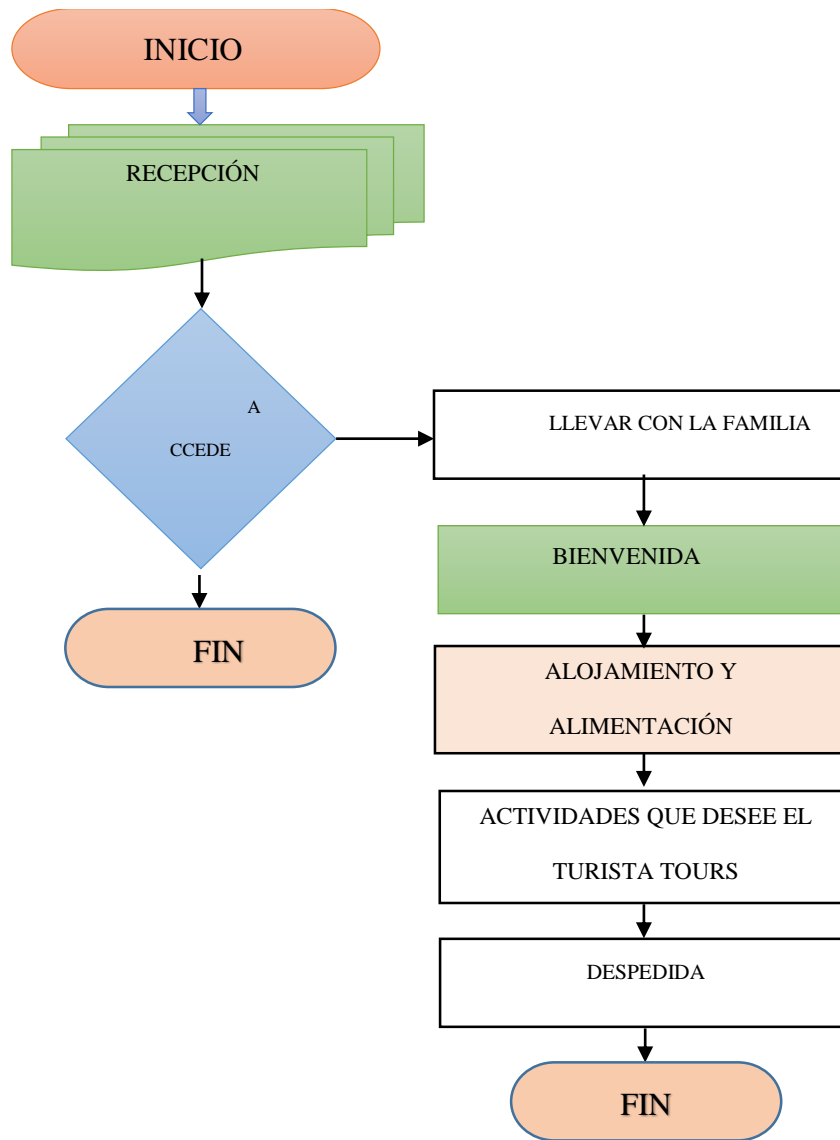 INICIO
RECEPCIÓN
A
CCEDE
FIN
LLEVAR CON LA FAMILIA
BIENVENIDA
ALOJAMIENTO Y
ALIMENTACIÓN
ACTIVIDADES QUE DESEE EL
TURISTA TOURS
DESPEDIDA
FIN